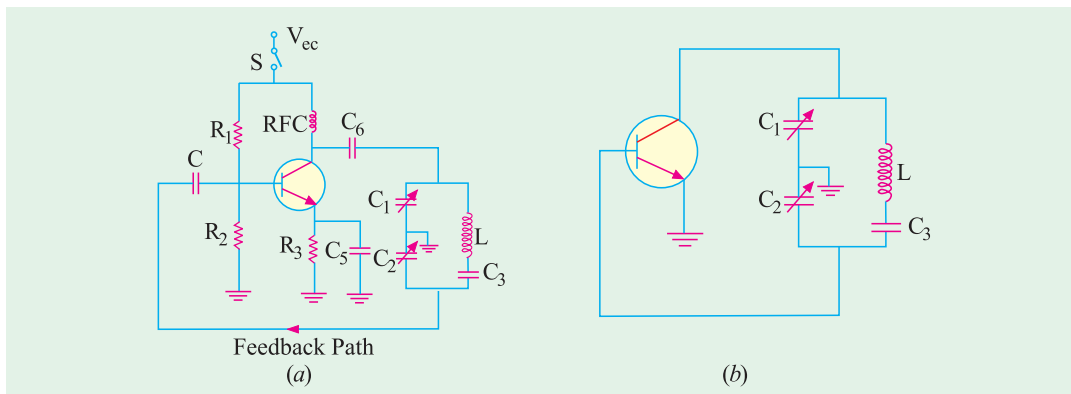 V_ec
S
R_1
RFC
C_6
C
C_1
R_2
R_3
C_5
C_2
L
C_3
Feedback Path
(a)
C_1
C_2
L
C_3
(b)